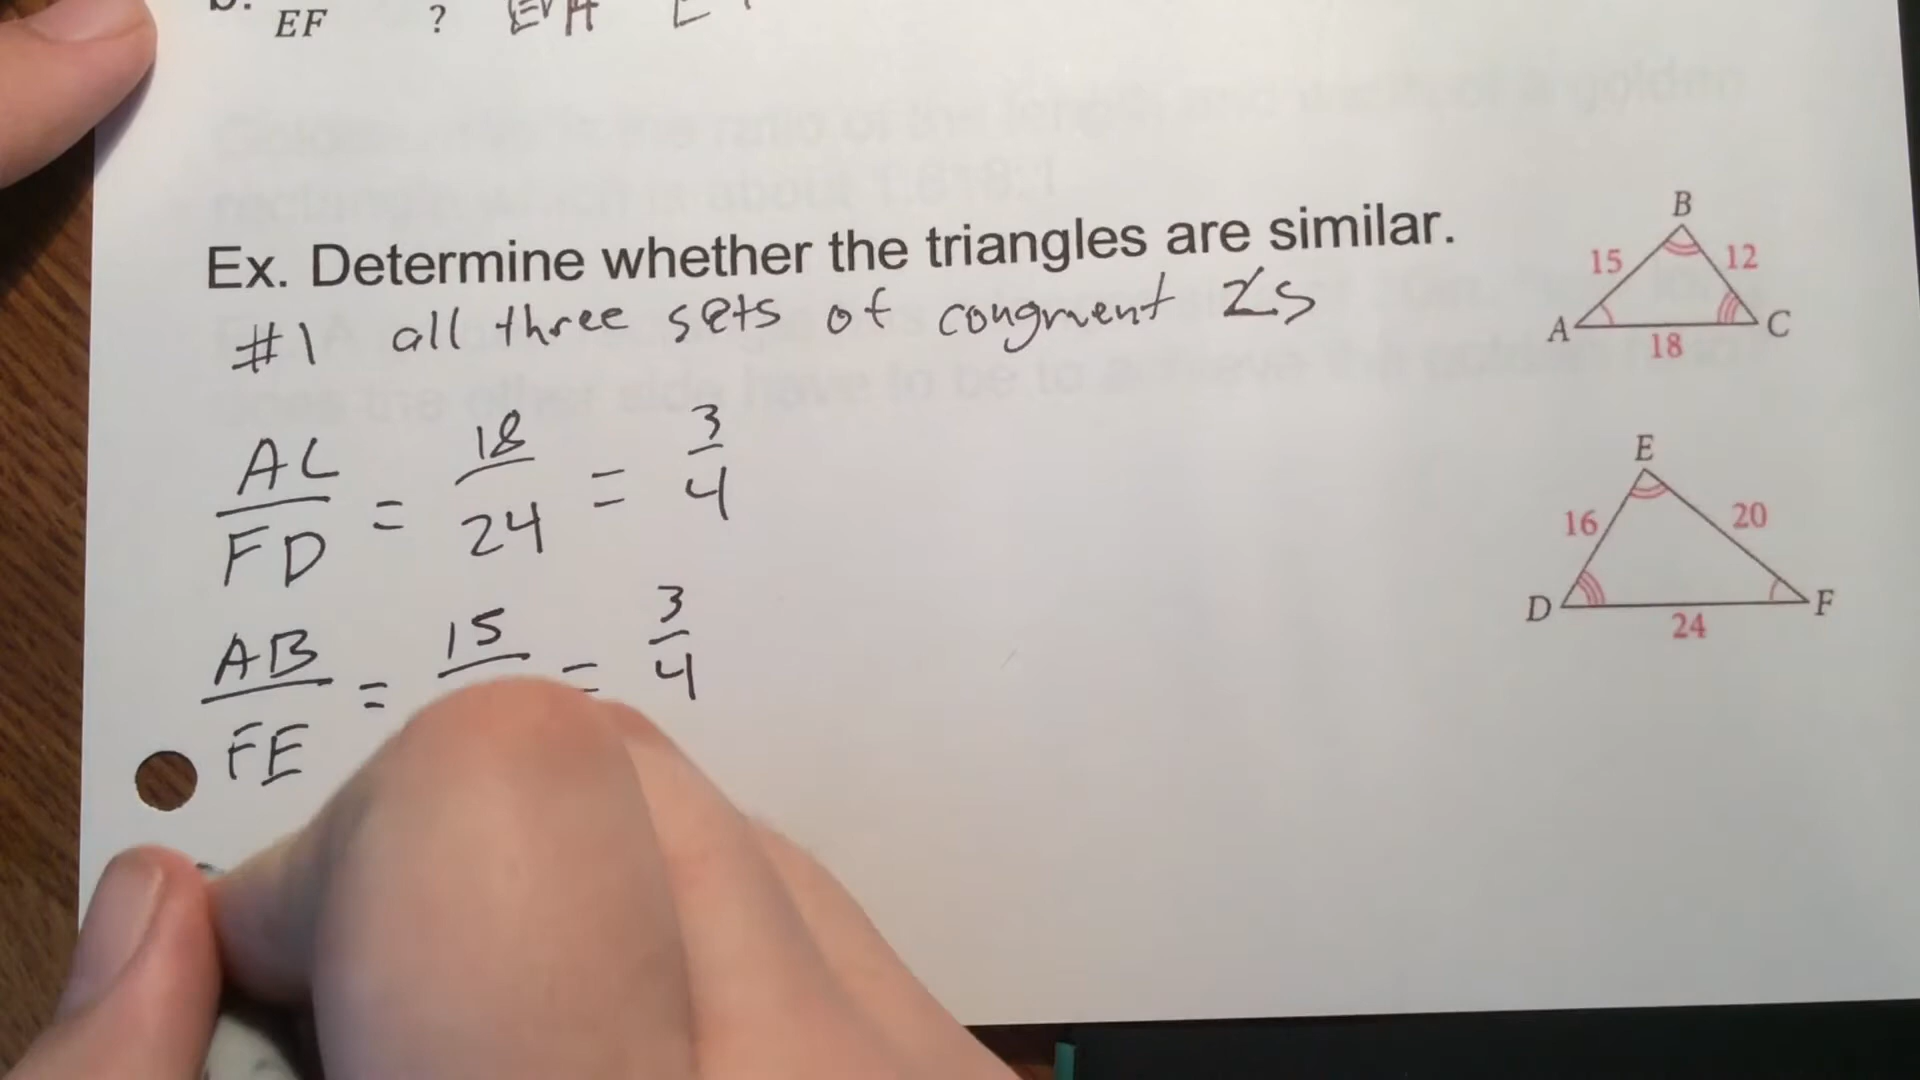 EF ?
Ex. Determine whether the triangles are similar.
#1 all three sets of congruent ∠s
AC/FD = 18/24 = 3/4
AB/FE = 15 = 3/4
B
15 12
A C
18
E
16 20
D F
24